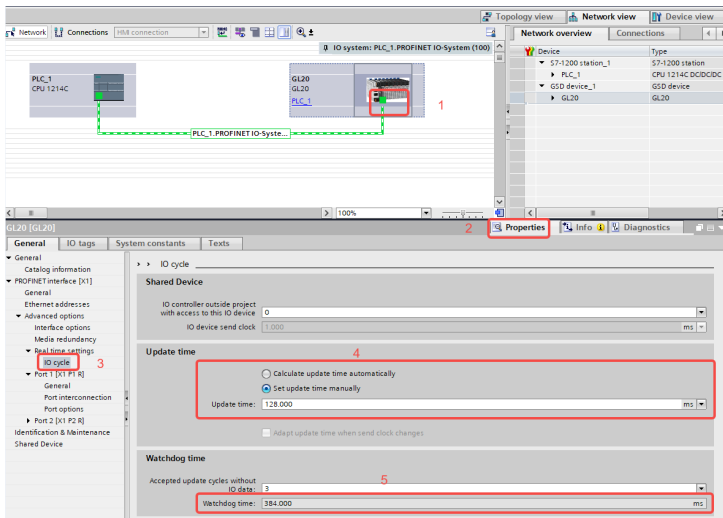 Topology view Network view Device view
Network Connections HMI connection
Network overview Connections
IO system: PLC_1.PROFINET IO-System (100)
Device Type
S7-1200 station_1 S7-1200 station
PLC_1 CPU 1214C DC/DC/DC
GSD device_1 GSD device
GL20 GL20
PLC_1
CPU 1214C
GL20
GL20
PLC_1
1
PLC_1.PROFINET IO-Syste...
100%
GL20 [GL20]
2
Properties Info Diagnostics
General IO tags System constants Texts
General
Catalog information
PROFINET interface [X1]
General
Ethernet addresses
Advanced options
Interface options
Media redundancy
Real time settings
IO cycle
3
Port 1 [X1 P1 R]
General
Port interconnection
Port options
Port 2 [X1 P2 R]
Identification & Maintenance
Shared Device
IO cycle
Shared Device
IO controller outside project
with access to this IO device 0
IO device send clock 1.000 ms
Update time
4
Calculate update time automatically
Set update time manually
Update time: 128.000 ms
Adapt update time when send clock changes
Watchdog time
5
Accepted update cycles without
IO data: 3
Watchdog time: 384.000 ms